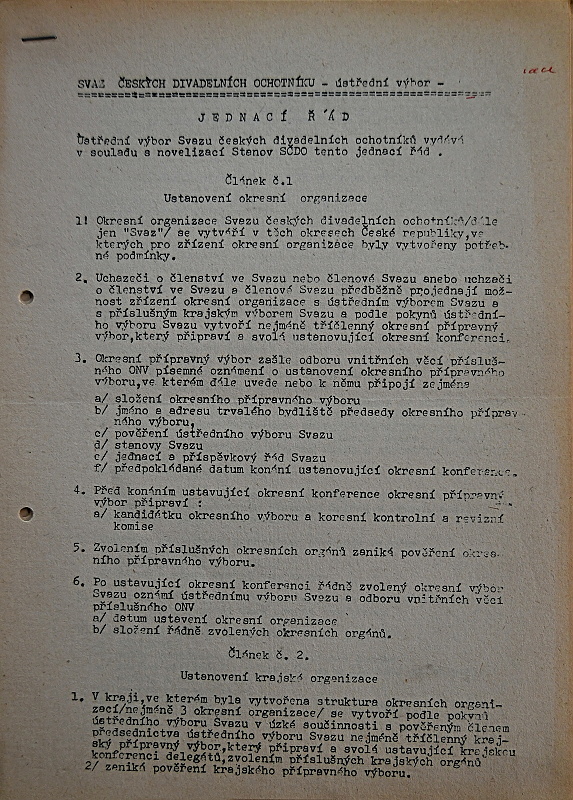 SVAZ ČESKÝCH DIVADELNÍCH OCHOTNÍKU - ústřední výbor -
J E D N A C Í   Ř Á D
Ústřední výbor Svazu českých divadelních ochotníků vydává
v souladu s novelizací Stanov SČDO tento jednací řád .
Článek č.1
Ustanovení okresní organizace
1! Okresní organizace Svazu českých divadelních ochotníků/dále
jen "Svaz"/ se vytváří v těch okresech České republiky,ve
kterých pro zřízení okresní organizace byly vytvořeny potřeb-
né podmínky.
2. Uchazeči o členství ve Svazu nebo členové Svazu anebo uchzači
o členství ve Svazu a členové Svazu předběžně projednají mož-
nost zřízení okresní organizace s ústředním výborem Svazu a
s příslušným krajským výborem Svazu a podle pokynů ústřední-
ho výboru Svazu vytvoří nejméně tříčlenný okresní přípravný
výbor,který připraví a svolá ustanovující okresní konferenci.
3. Okresní přípravný výbor zašle odboru vnitřních věcí přísluš-
ného ONV písemné oznámení o ustanovení okresního přípravného
výboru,ve kterém dále uvede nebo k němu připojí zejména
a/ složení okresního přípravného výboru
b/ jméno a adresu trvalého bydliště předsedy okresního příprav-
ného výboru,
c/ pověření ústředního výboru Svazu
d/ stanovy Svazu
e/ jednací a příspěvkový řád Svazu
f/ předpokládané datum konání ustanovující okresní konference.
4. Před konáním ustavující okresní konference okresní přípravný
výbor připraví :
a/ kandidátku okresního výboru a koresní kontrolní a revizní
komise
5. Zvolením příslušných okresních orgánů zaniká pověření okres-
ního přípravného výboru.
6. Po ustavující okresní konferenci řádně zvolený okresní výbor
Svazu oznámí ústřednímu výboru Svazu a odboru vnitřních věcí
příslušného ONV
a/ datum ustavení okresní organizace
b/ složení řádně zvolených okresních orgánů.
Článek č. 2.
Ustanovení krajské organizace
1. V kraji,ve kterém byla vytvořena struktura okresních organi-
zací/nejméně 3 okresní organizace/ se vytvoří podle pokynů
ústředního výboru Svazu v úzké součinnosti s pověřeným členem
předsednictva ústředního výboru Svazu nejméně tříčlenný kraj-
ský přípravný výbor,který připraví a svolá ustavující krajskou
konferenci delegátů,zvolením příslušných krajských orgánů
2/ zaniká pověření krajského přípravného výboru.